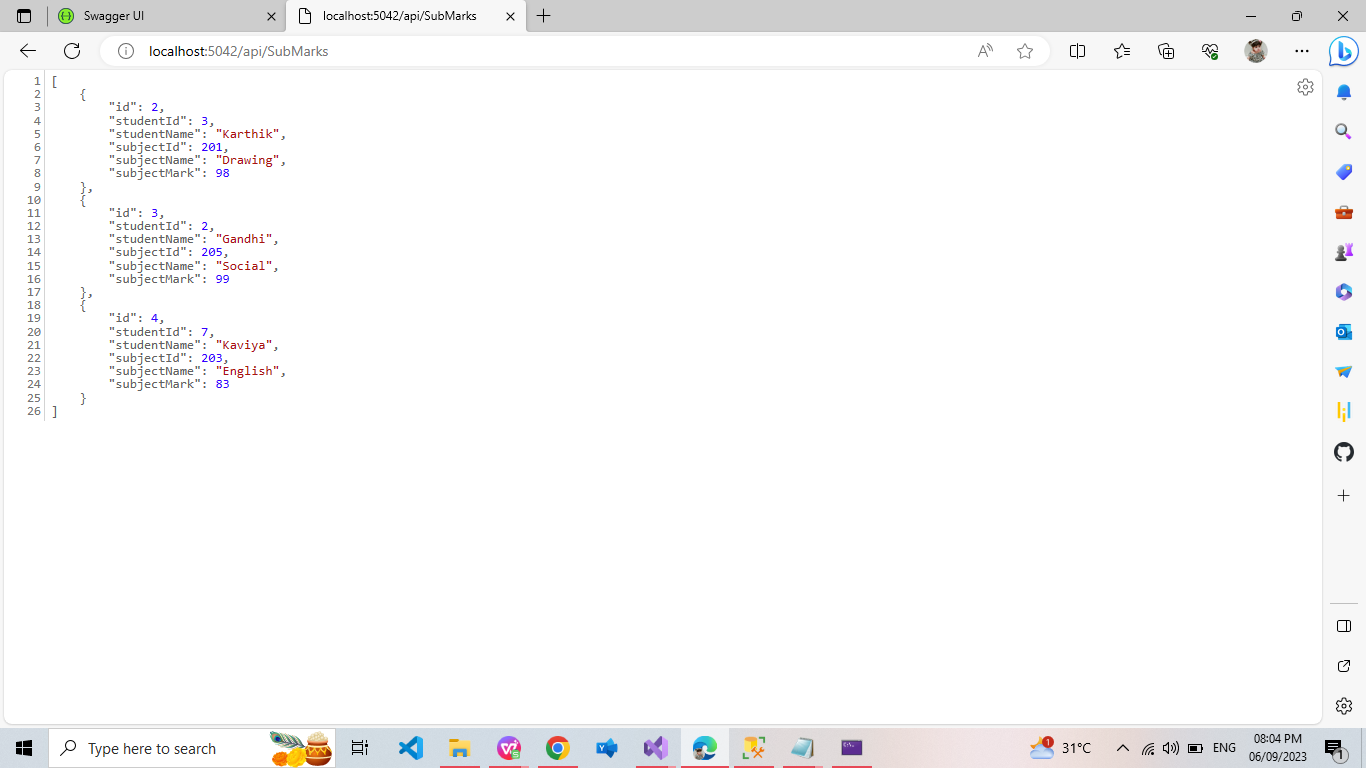 Swagger UI
localhost:5042/api/SubMarks
localhost:5042/api/SubMarks
1 [
2 {
3 "id": 2,
4 "studentId": 3,
5 "studentName": "Karthik",
6 "subjectId": 201,
7 "subjectName": "Drawing",
8 "subjectMark": 98
9 },
10 {
11 "id": 3,
12 "studentId": 2,
13 "studentName": "Gandhi",
14 "subjectId": 205,
15 "subjectName": "Social",
16 "subjectMark": 99
17 },
18 {
19 "id": 4,
20 "studentId": 7,
21 "studentName": "Kaviya",
22 "subjectId": 203,
23 "subjectName": "English",
24 "subjectMark": 83
25 }
26 ]
Type here to search
1
31°C
ENG
08:04 PM
06/09/2023
1